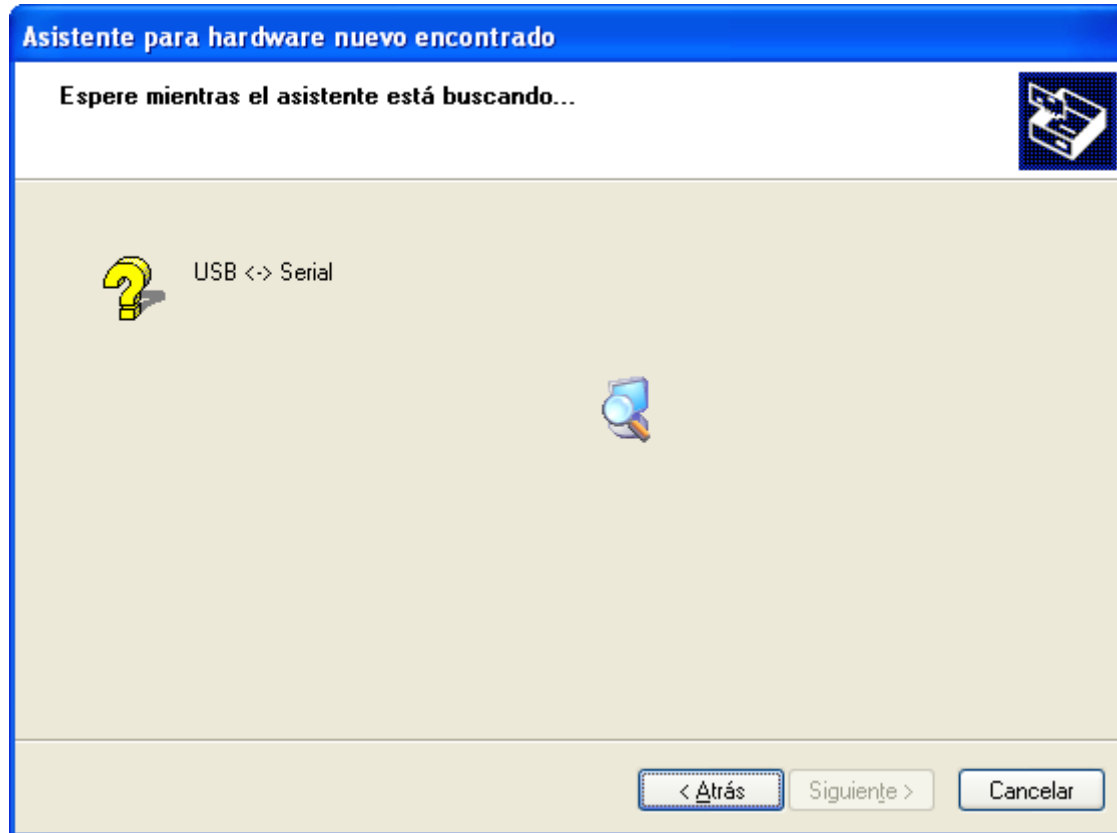 Asistente para hardware nuevo encontrado
Espere mientras el asistente está buscando...
USB <-> Serial
< Atrás
Siguiente >
Cancelar